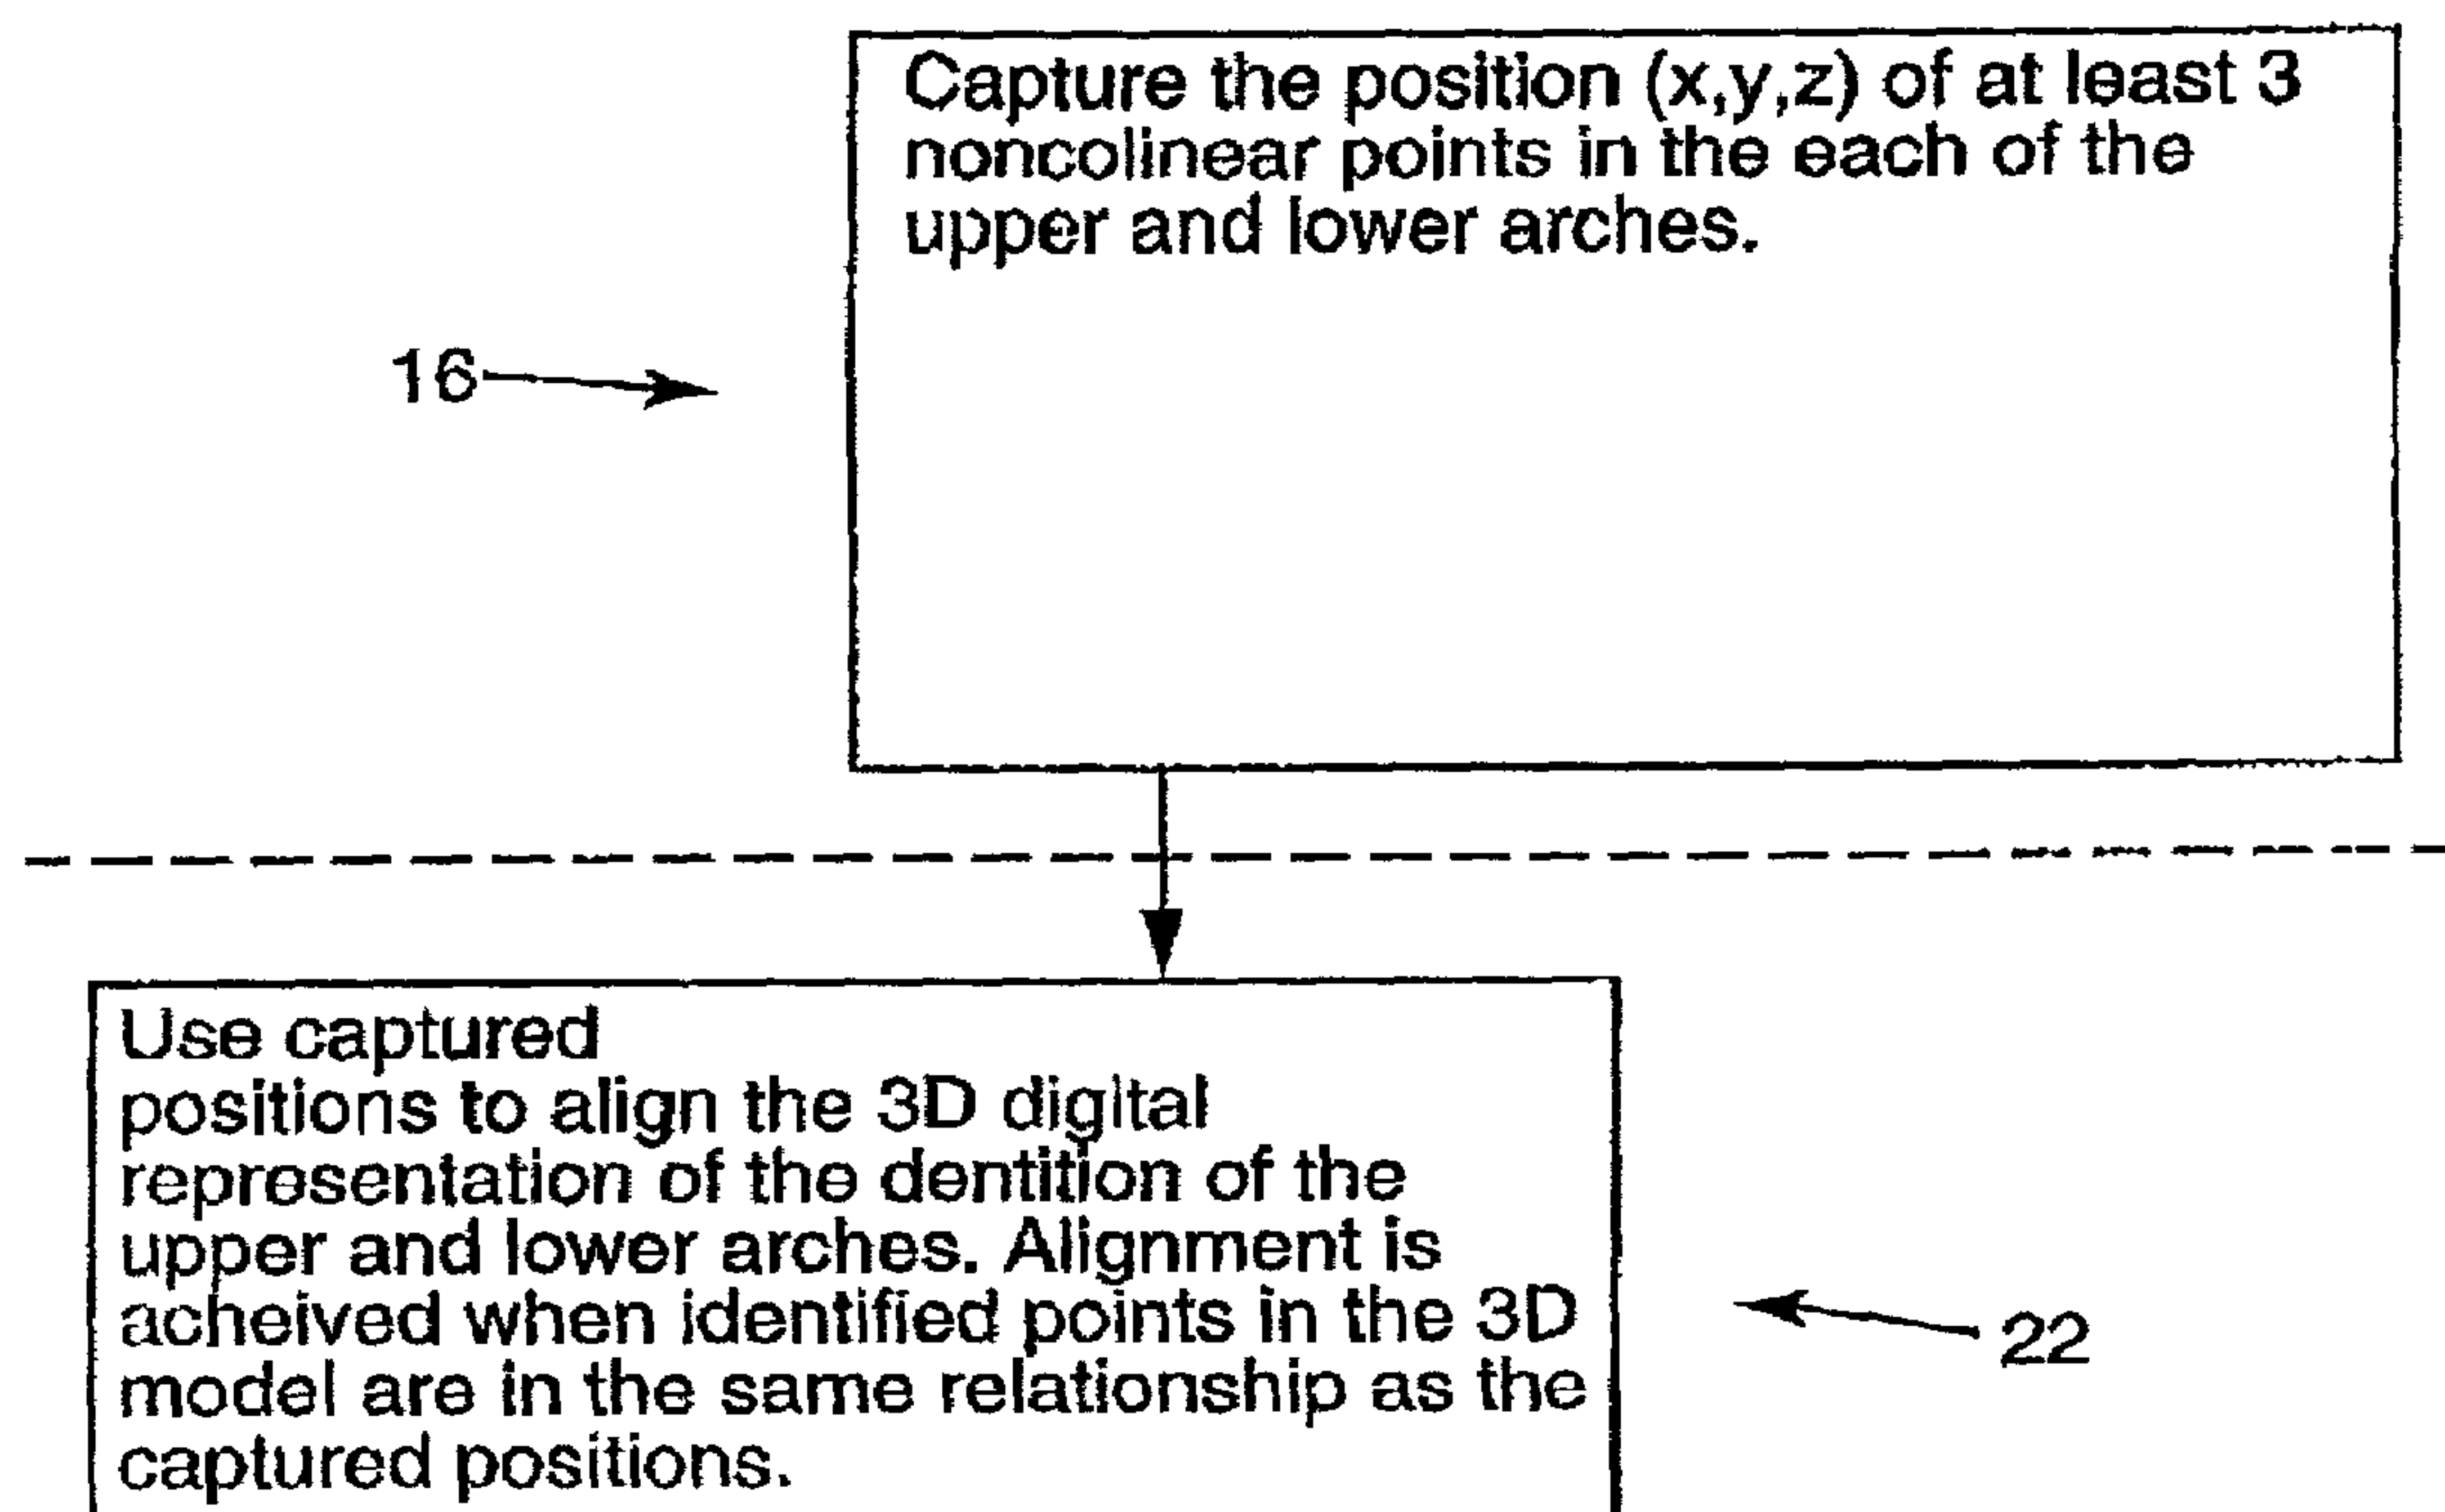 Capture the position (x,y,z) of at least 3
noncolinear points in the each of the
upper and lower arches.
16
Use captured
positions to align the 3D digital
representation of the dentition of the
upper and lower arches. Alignment is
acheived when identified points in the 3D
model are in the same relationship as the
captured positions.
22